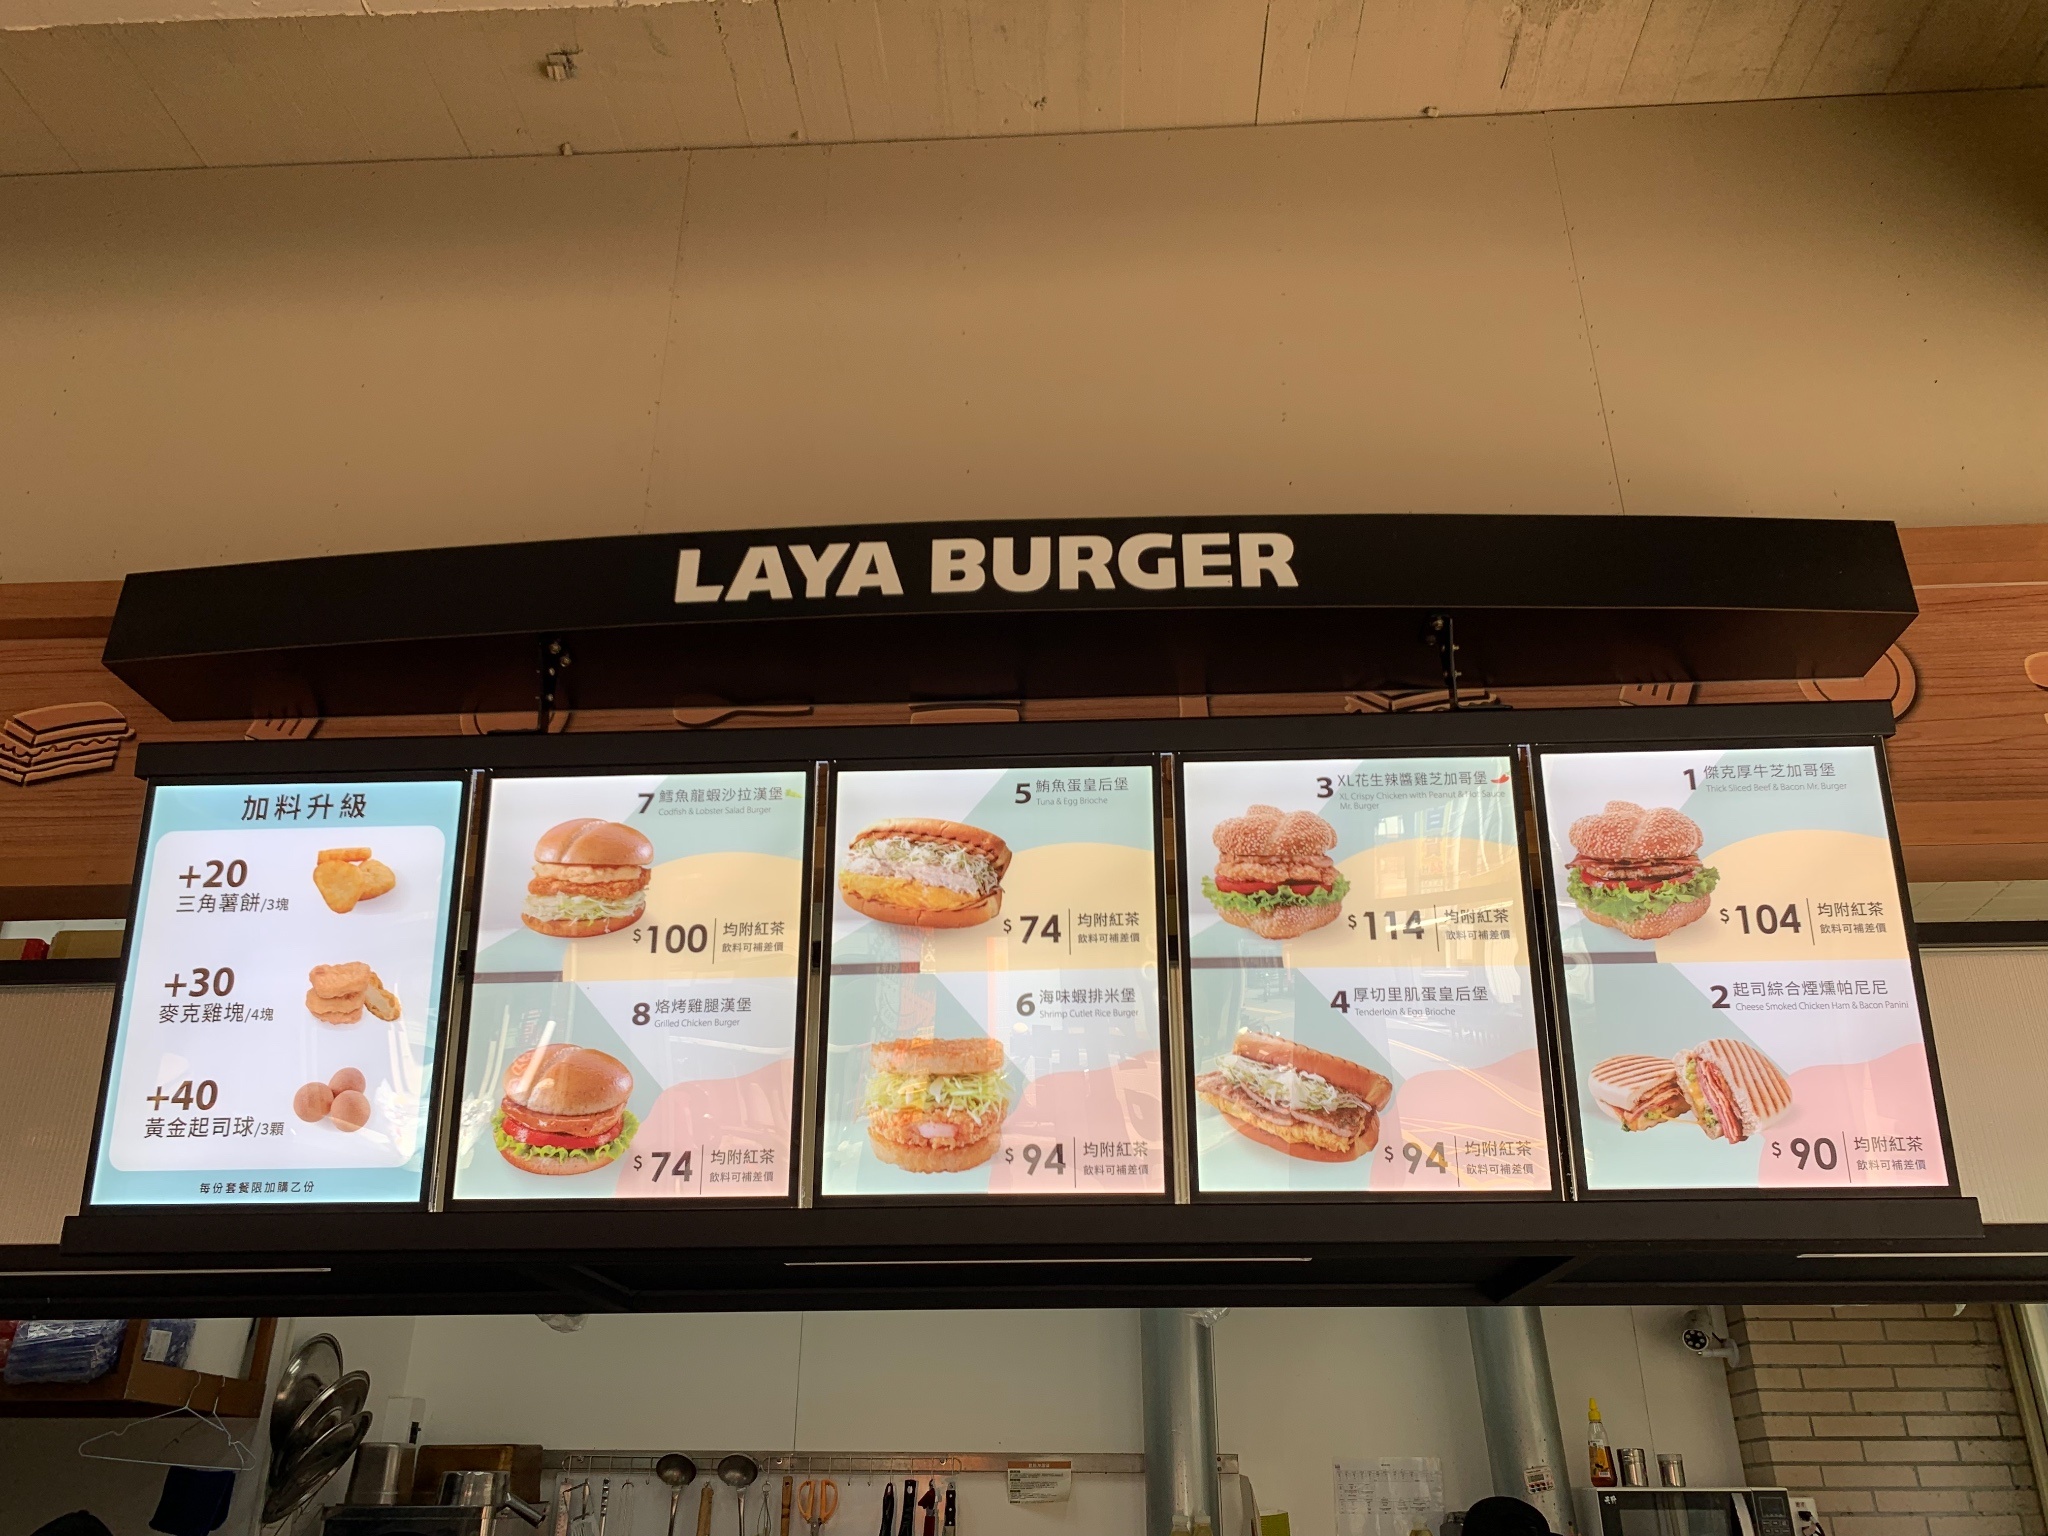 LAYA BURGER
加料升級
+20
三角薯餅/3塊
+30
麥克雞塊/4塊
+40
黃金起司球/3顆
每份套餐限加購乙份
7 鱈魚龍蝦沙拉漢堡
Codfish & Lobster Salad Burger
$100 均附紅茶
飲料可補差價
8 烙烤雞腿漢堡
Grilled Chicken Burger
$74 均附紅茶
飲料可補差價
5 鮪魚蛋皇后堡
Tuna & Egg Brioche
$74 均附紅茶
飲料可補差價
6 海味蝦排米堡
Shrimp Cutlet Rice Burger
$94 均附紅茶
飲料可補差價
3 XL花生辣醬雞芝加哥堡
XL Crispy Chicken with Peanut & Hot Sauce
Mr. Burger
$114 均附紅茶
飲料可補差價
4 厚切里肌蛋皇后堡
Tenderloin & Egg Brioche
$94 均附紅茶
飲料可補差價
1 傑克厚牛芝加哥堡
Thick Sliced Beef & Bacon Mr. Burger
$104 均附紅茶
飲料可補差價
2 起司綜合煙燻帕尼尼
Cheese Smoked Chicken Ham & Bacon Panini
$90 均附紅茶
飲料可補差價